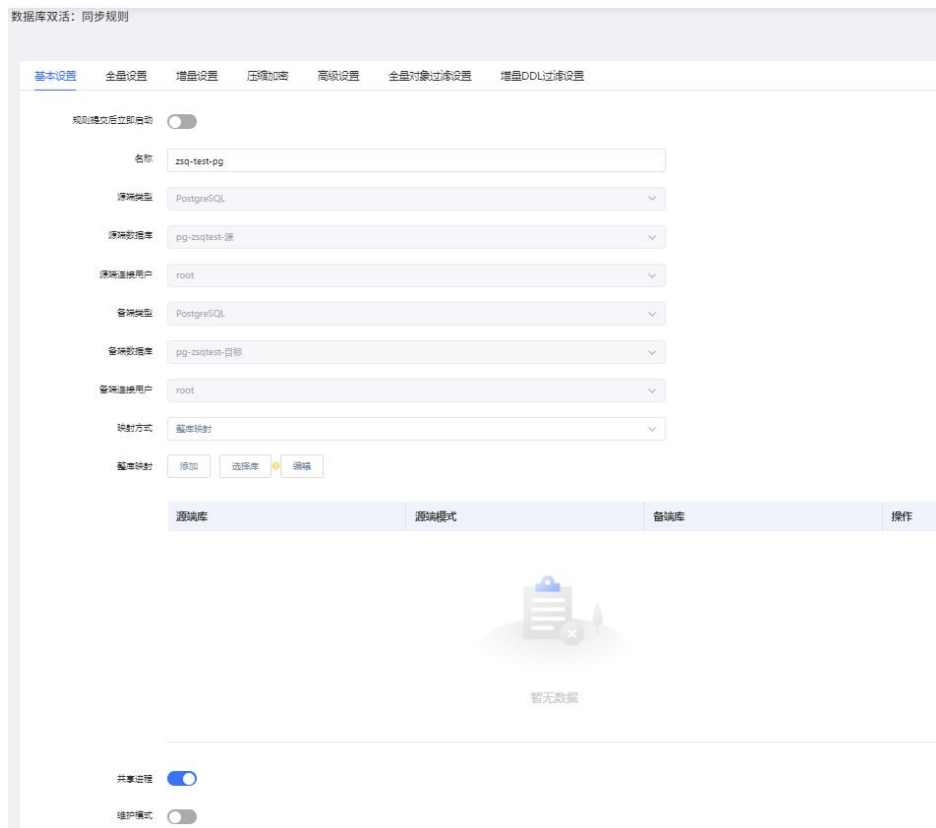 数据库双活：同步规则
基本设置 全量设置 增量设置 压缩加密 高级设置 全量对象过滤设置 增量DDL过滤设置
规则提交后立即启动
名称 zsq-test-pg
源端类型 PostgreSQL
源端数据库 pg-zsqtest-源
源端连接用户 root
备端类型 PostgreSQL
备端数据库 pg-zsqtest-目标
备端连接用户 root
映射方式 整库映射
整库映射 添加 选择库 编辑
源端库 源端模式 备端库 操作
暂无数据
共享进程
维护模式